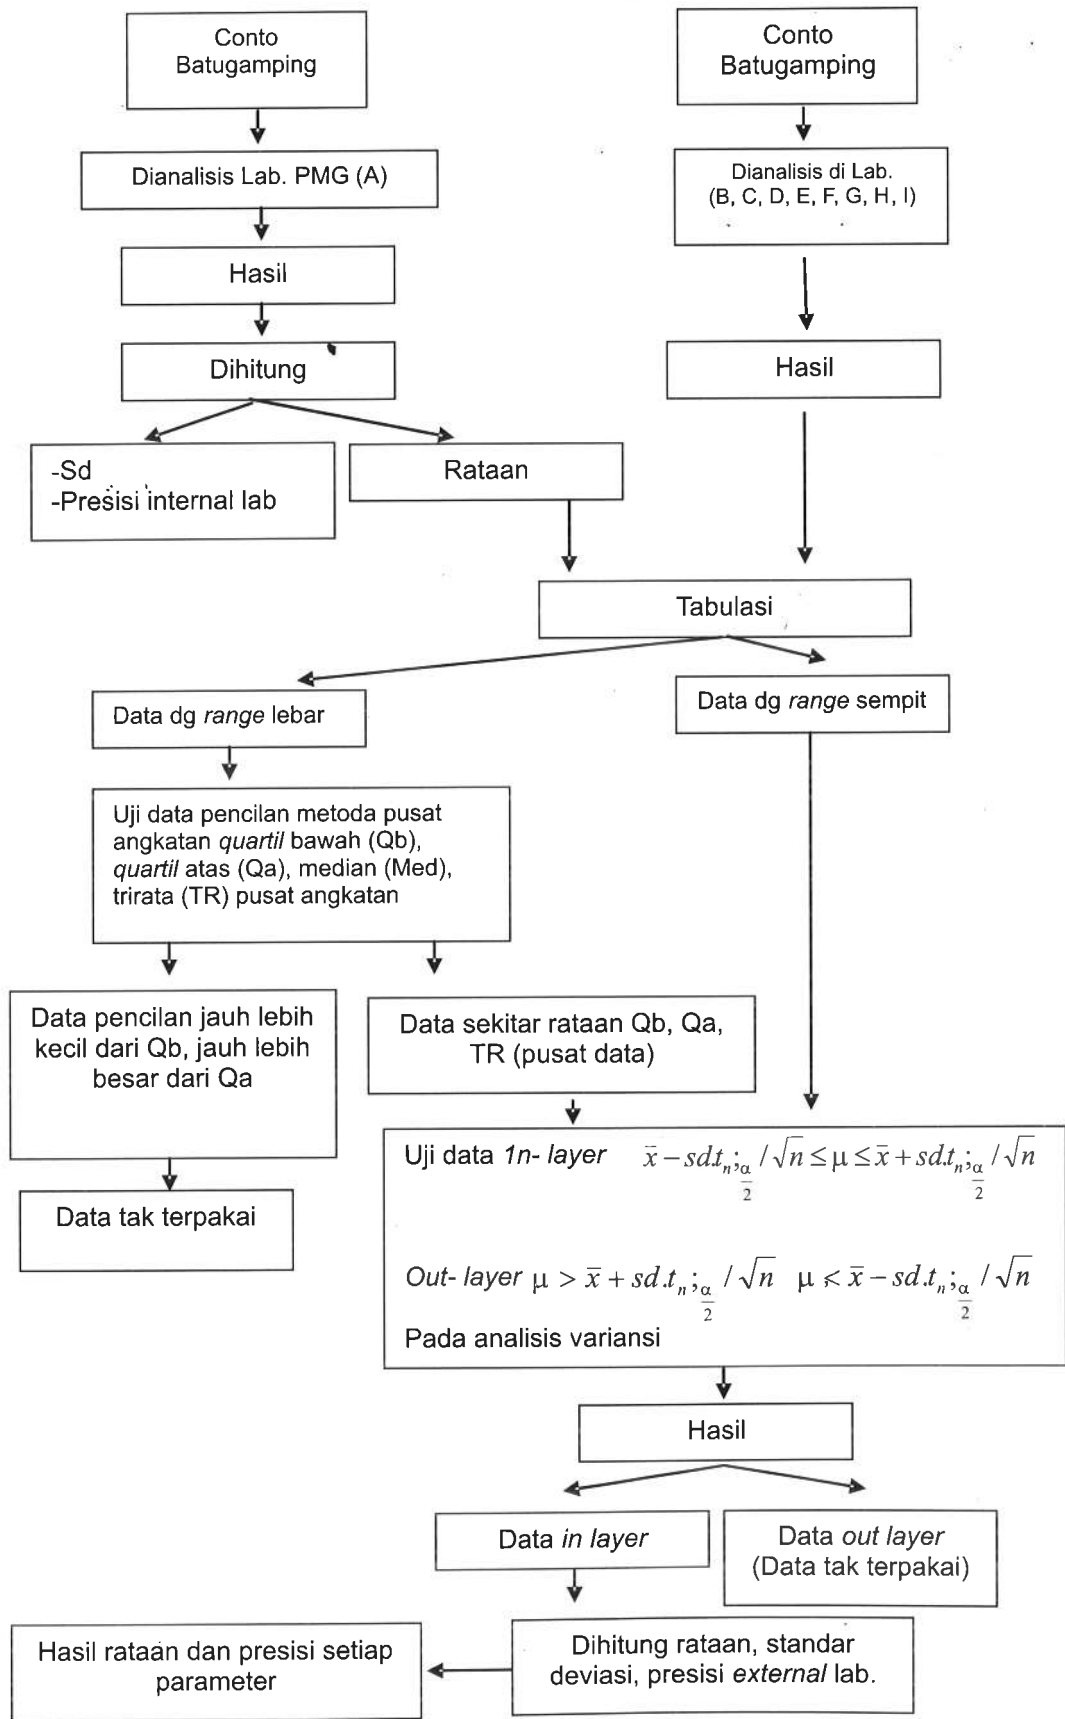 Conto
Batugamping
Conto
Batugamping
Dianalisis Lab. PMG (A)
Dianalisis di Lab.
(B, C, D, E, F, G, H, I)
Hasil
Dihitung
Hasil
-Sd
-Presisi internal lab
Rataan
Tabulasi
Data dg range lebar
Data dg range sempit
Uji data pencilan metoda pusat
angkatan quartil bawah (Qb),
quartil atas (Qa), median (Med),
trirata (TR) pusat angkatan
Data pencilan jauh lebih
kecil dari Qb, jauh lebih
besar dari Qa
Data sekitar rataan Qb, Qa,
TR (pusat data)
Data tak terpakai
Uji data 1n- layer x̄ − sd.t_n;α/2 / √n ≤ μ ≤ x̄ + sd.t_n;α/2 / √n
Out- layer μ > x̄ + sd.t_n;α/2 / √n μ < x̄ − sd.t_n;α/2 / √n
Pada analisis variansi
Hasil
Data in layer
Data out layer
(Data tak terpakai)
Dihitung rataan, standar
deviasi, presisi external lab.
Hasil rataan dan presisi setiap
parameter